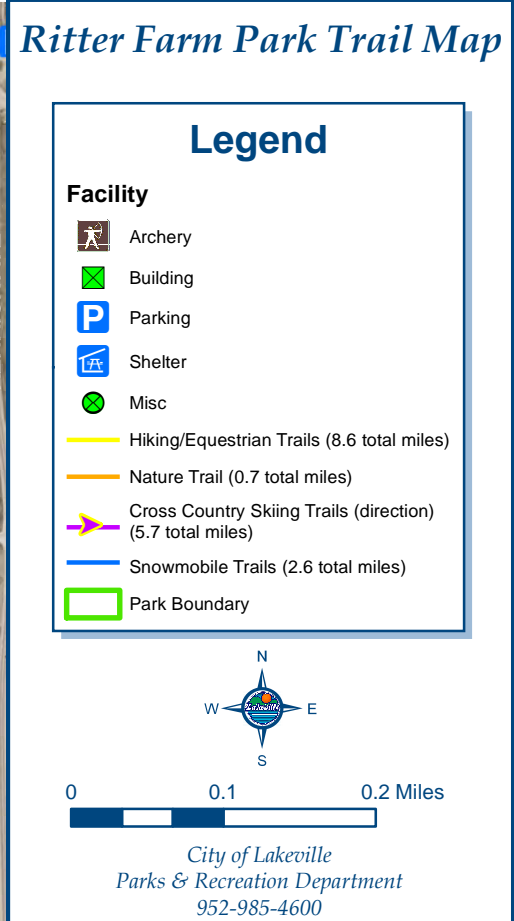 Ritter Farm Park Trail Map
Legend
Facility
Archery
Building
P
Parking
Shelter
Misc
Hiking/Equestrian Trails (8.6 total miles)
Nature Trail (0.7 total miles)
Cross Country Skiing Trails (direction)
(5.7 total miles)
Snowmobile Trails (2.6 total miles)
Park Boundary
N
W
Lakeville
E
S
0 0.1 0.2 Miles
City of Lakeville
Parks & Recreation Department
952-985-4600